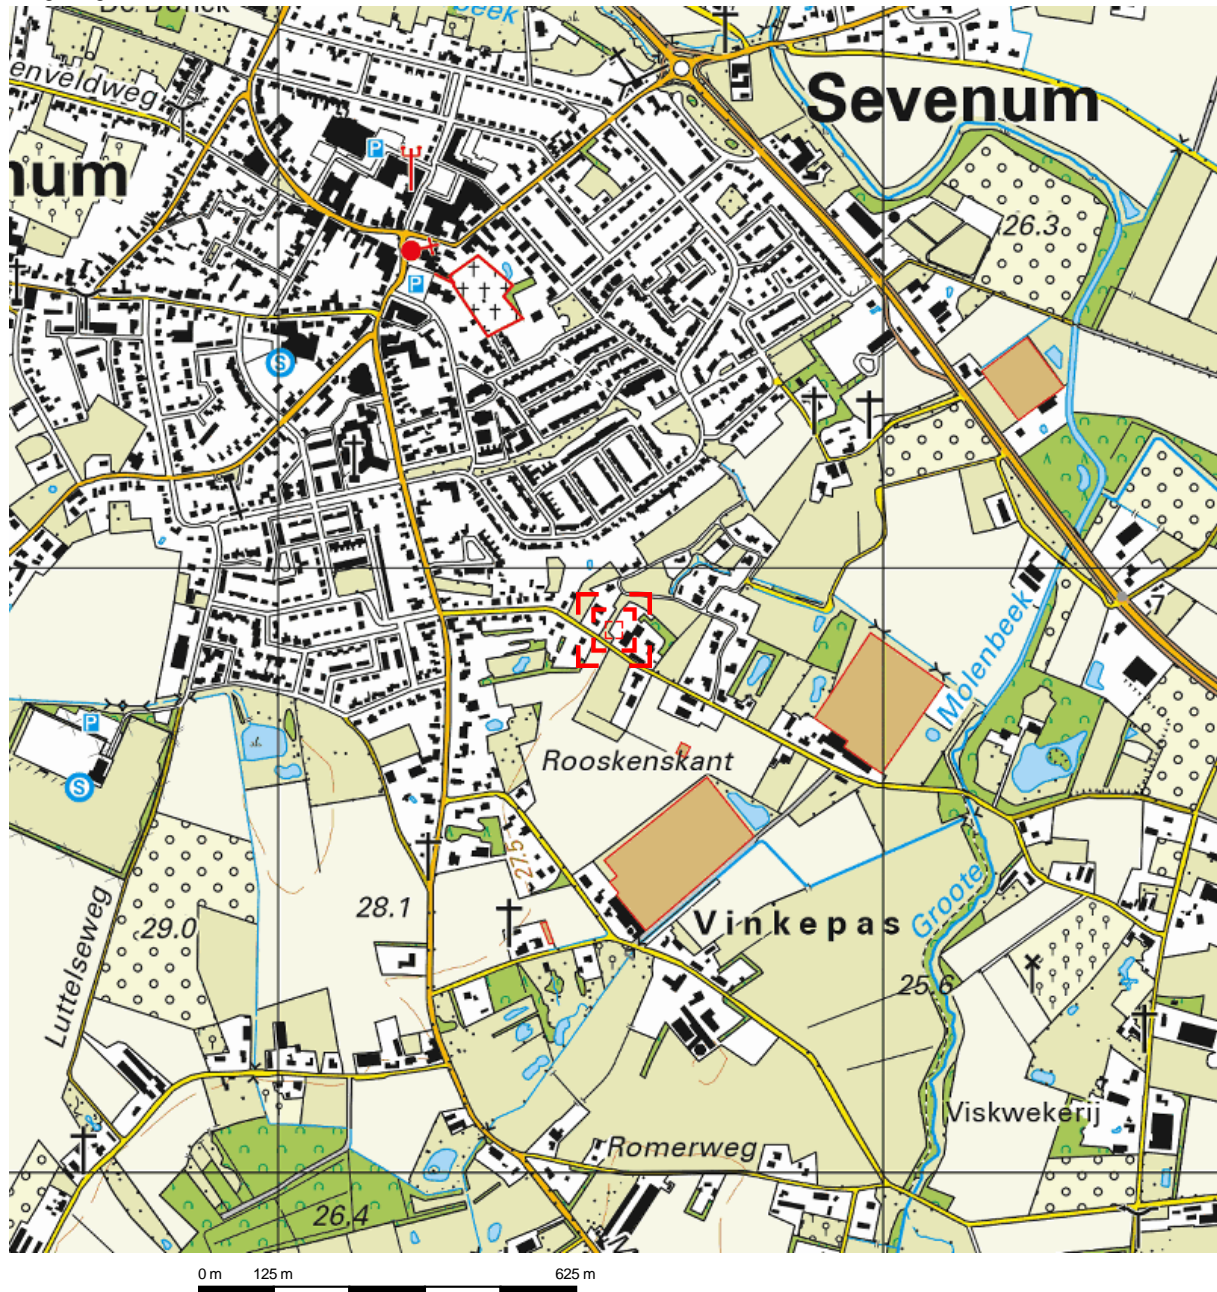 beek
enveldweg
Sevenum
num
P
26.3
P
S
Molenbeek
P
S
Rooskenskant
27.5
28.1
29.0
Vinkepas
Groote
25.6
Luttelseweg
Viskwekerij
Romerweg
26.4
0 m 125 m 625 m